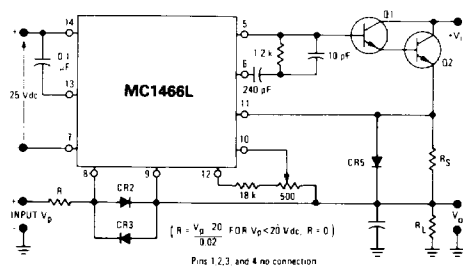 14
5
Q1
+V
0.1
μF
1.2 k
10 pF
Q2
25 Vdc
6
240 pF
MC1466L
13
11
7
10
CR5
RS
8
9
12
R
CR2
18 k
500
INPUT Vp
CR3
( R = Vp 20 / 0.02 FOR Vp < 20 Vdc, R = 0 )
Vo
RL
Pins 1,2,3, and 4 no connection